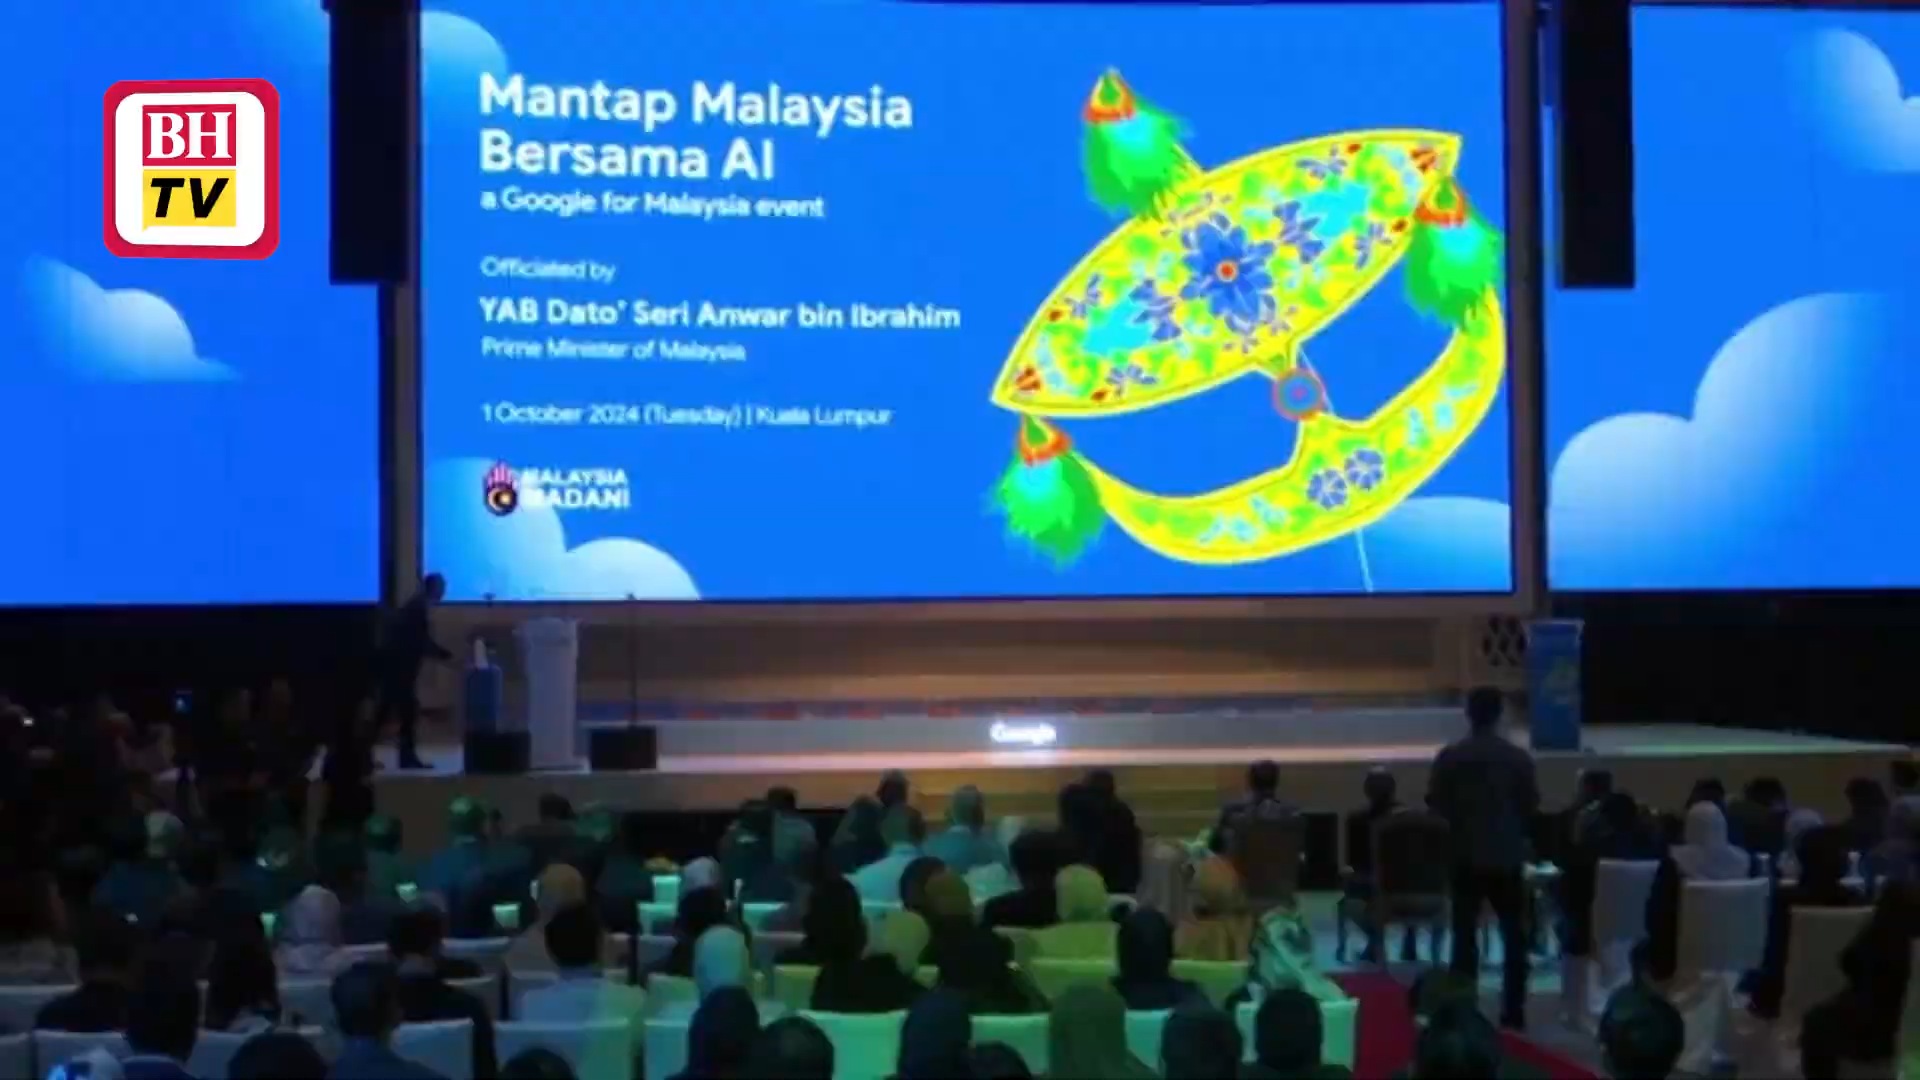 BH
TV
Mantap Malaysia
Bersama AI
a Google for Malaysia event
Officiated by
YAB Dato' Seri Anwar bin Ibrahim
Prime Minister of Malaysia
1 October 2024 (Tuesday) | Kuala Lumpur
MALAYSIA
MADANI
Google